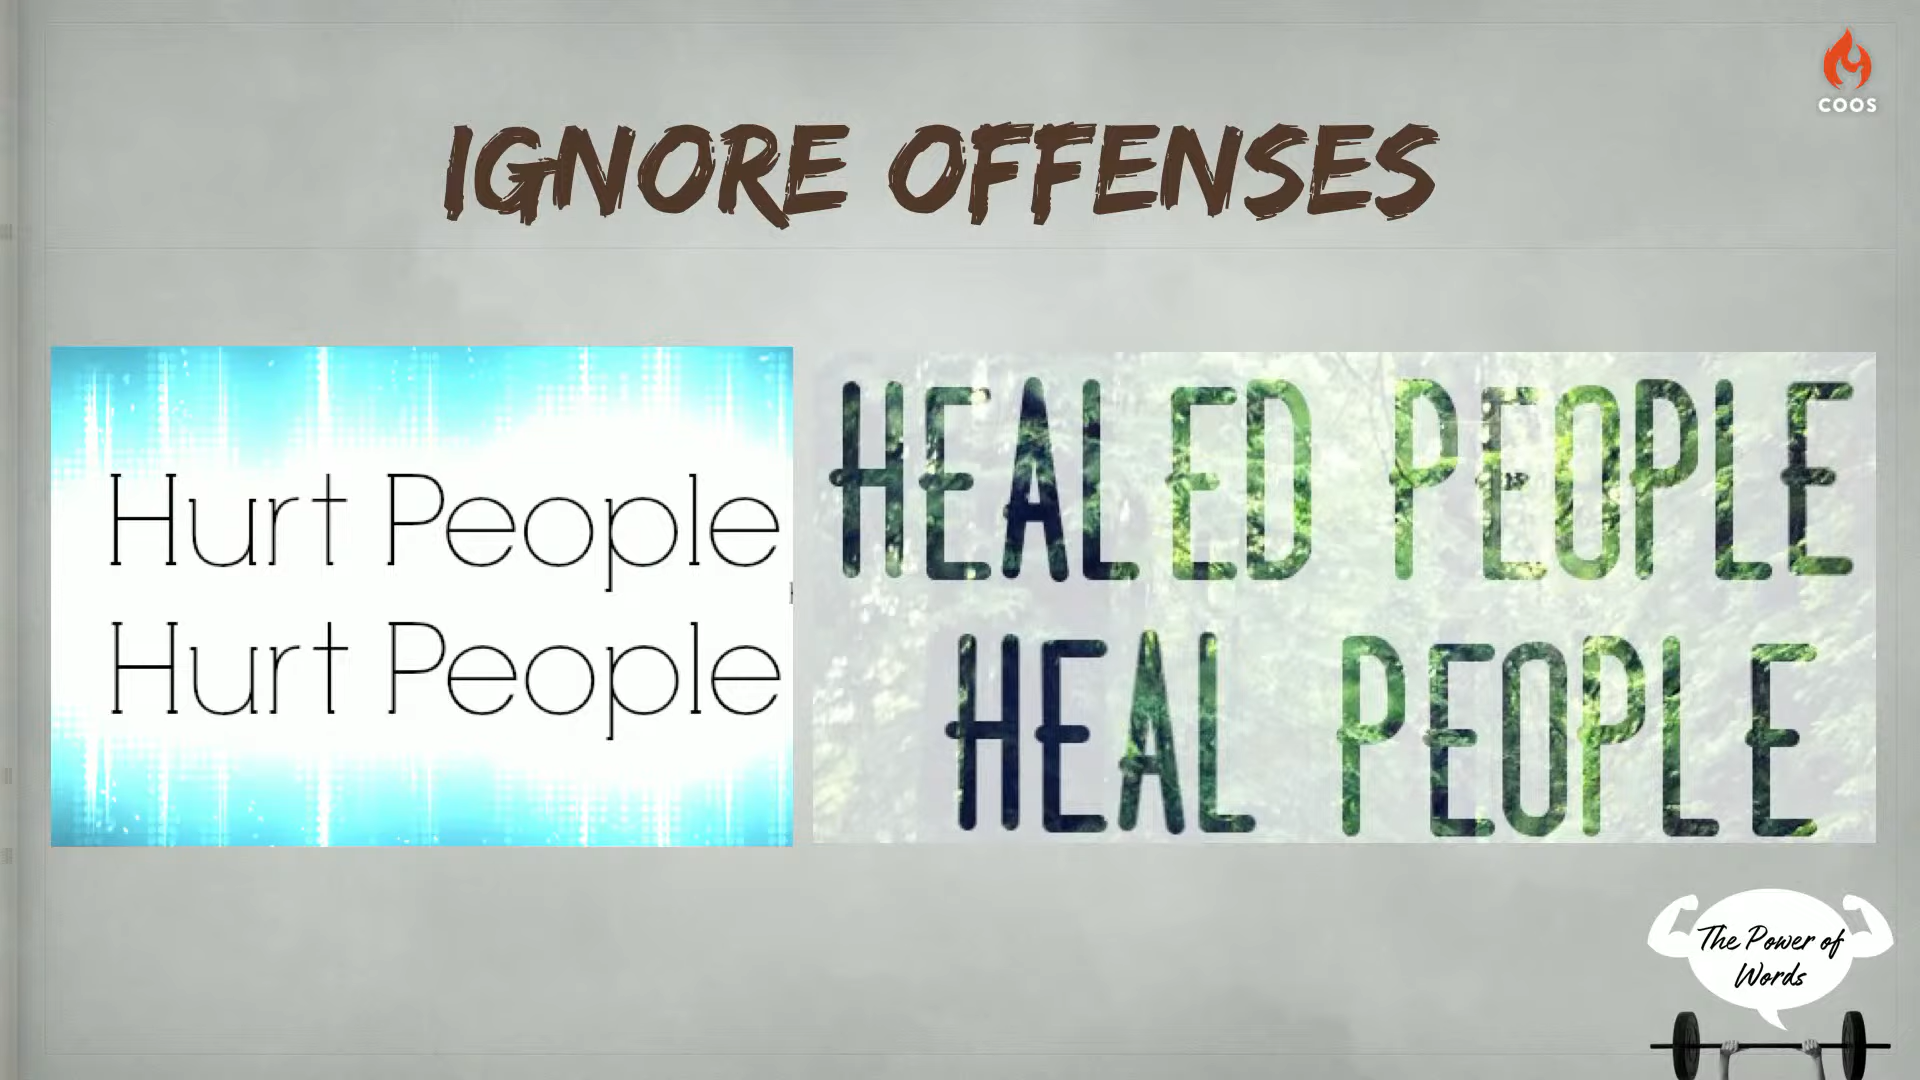 COOS
IGNORE OFFENSES
Hurt People
Hurt People
HEALED PEOPLE
HEAL PEOPLE
The Power of
Words